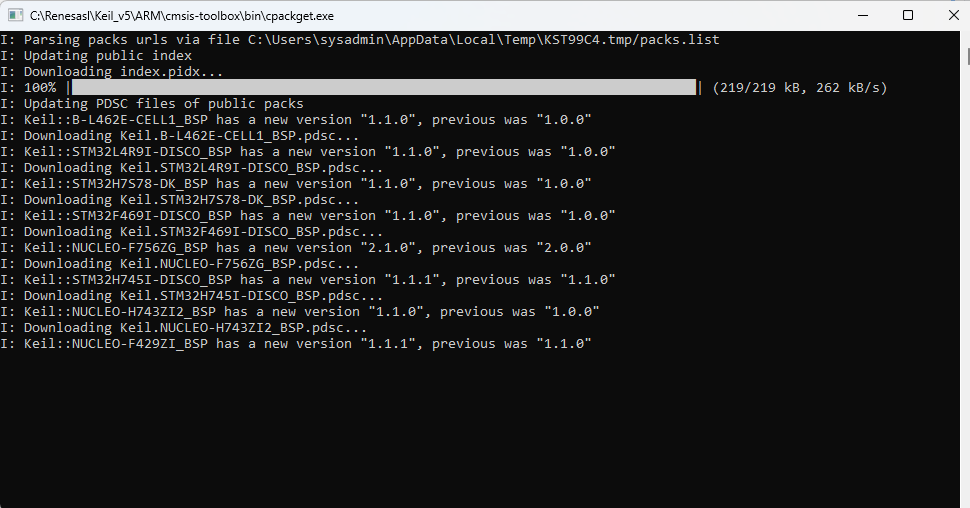 C:\Renesasl\Keil_v5\ARM\cmsis-toolbox\bin\cpackget.exe
I: Parsing packs urls via file C:\Users\sysadmin\AppData\Local\Temp\KST99C4.tmp/packs.list
I: Updating public index
I: Downloading index.pidx...
I: 100% | | (219/219 kB, 262 kB/s)
I: Updating PDSC files of public packs
I: Keil::B-L462E-CELL1_BSP has a new version "1.1.0", previous was "1.0.0"
I: Downloading Keil.B-L462E-CELL1_BSP.pdsc...
I: Keil::STM32L4R9I-DISCO_BSP has a new version "1.1.0", previous was "1.0.0"
I: Downloading Keil.STM32L4R9I-DISCO_BSP.pdsc...
I: Keil::STM32H7S78-DK_BSP has a new version "1.1.0", previous was "1.0.0"
I: Downloading Keil.STM32H7S78-DK_BSP.pdsc...
I: Keil::STM32F469I-DISCO_BSP has a new version "1.1.0", previous was "1.0.0"
I: Downloading Keil.STM32F469I-DISCO_BSP.pdsc...
I: Keil::NUCLEO-F756ZG_BSP has a new version "2.1.0", previous was "2.0.0"
I: Downloading Keil.NUCLEO-F756ZG_BSP.pdsc...
I: Keil::STM32H745I-DISCO_BSP has a new version "1.1.1", previous was "1.1.0"
I: Downloading Keil.STM32H745I-DISCO_BSP.pdsc...
I: Keil::NUCLEO-H743ZI2_BSP has a new version "1.1.0", previous was "1.0.0"
I: Downloading Keil.NUCLEO-H743ZI2_BSP.pdsc...
I: Keil::NUCLEO-F429ZI_BSP has a new version "1.1.1", previous was "1.1.0"